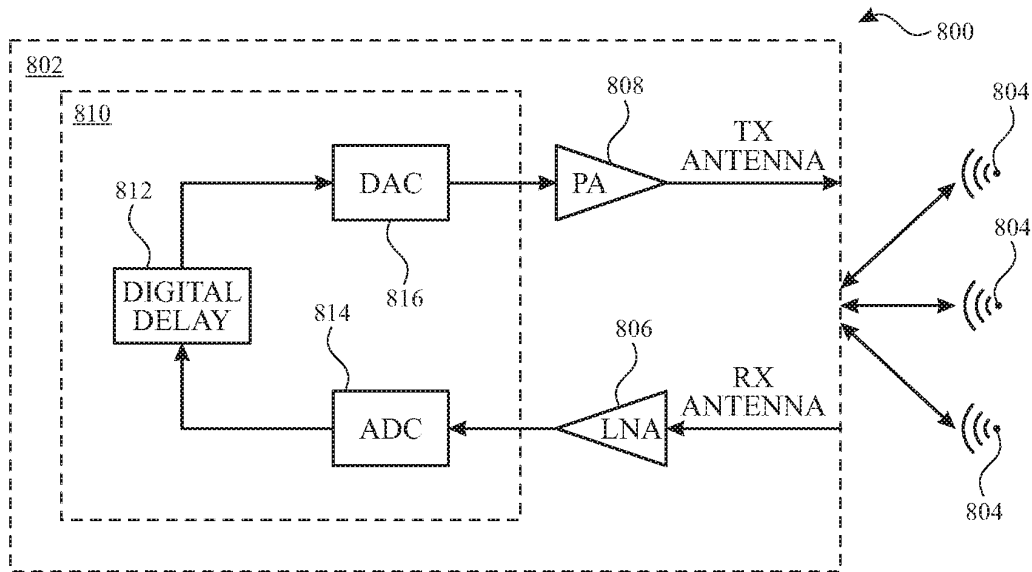 800
802
810
808
804
TX
ANTENNA
DAC
PA
812
816
804
DIGITAL
DELAY
814
806
RX
ANTENNA
ADC
LNA
804